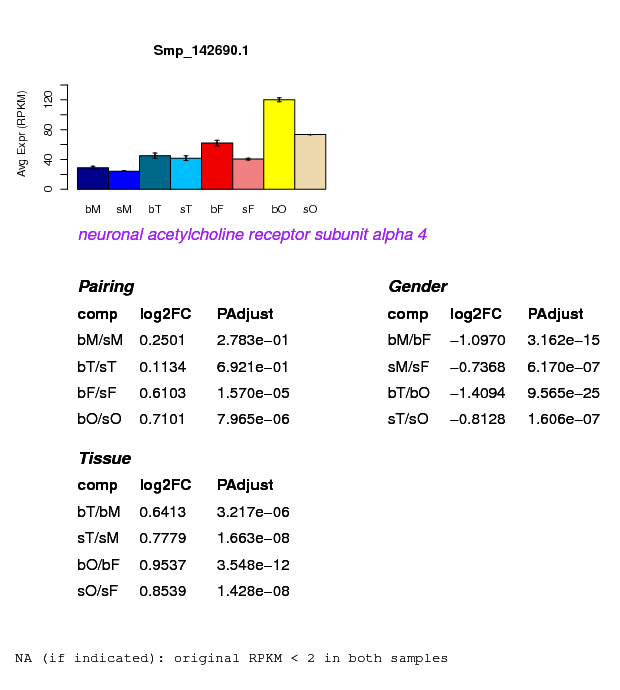 Smp_142690.1
Avg Expr (RPKM)
0 40 80 120
bM sM bT sT bF sF bO sO
neuronal acetylcholine receptor subunit alpha 4
Pairing
comp log2FC PAdjust
bM/sM 0.2501 2.783e−01
bT/sT 0.1134 6.921e−01
bF/sF 0.6103 1.570e−05
bO/sO 0.7101 7.965e−06
Gender
comp log2FC PAdjust
bM/bF −1.0970 3.162e−15
sM/sF −0.7368 6.170e−07
bT/bO −1.4094 9.565e−25
sT/sO −0.8128 1.606e−07
Tissue
comp log2FC PAdjust
bT/bM 0.6413 3.217e−06
sT/sM 0.7779 1.663e−08
bO/bF 0.9537 3.548e−12
sO/sF 0.8539 1.428e−08
NA (if indicated): original RPKM < 2 in both samples